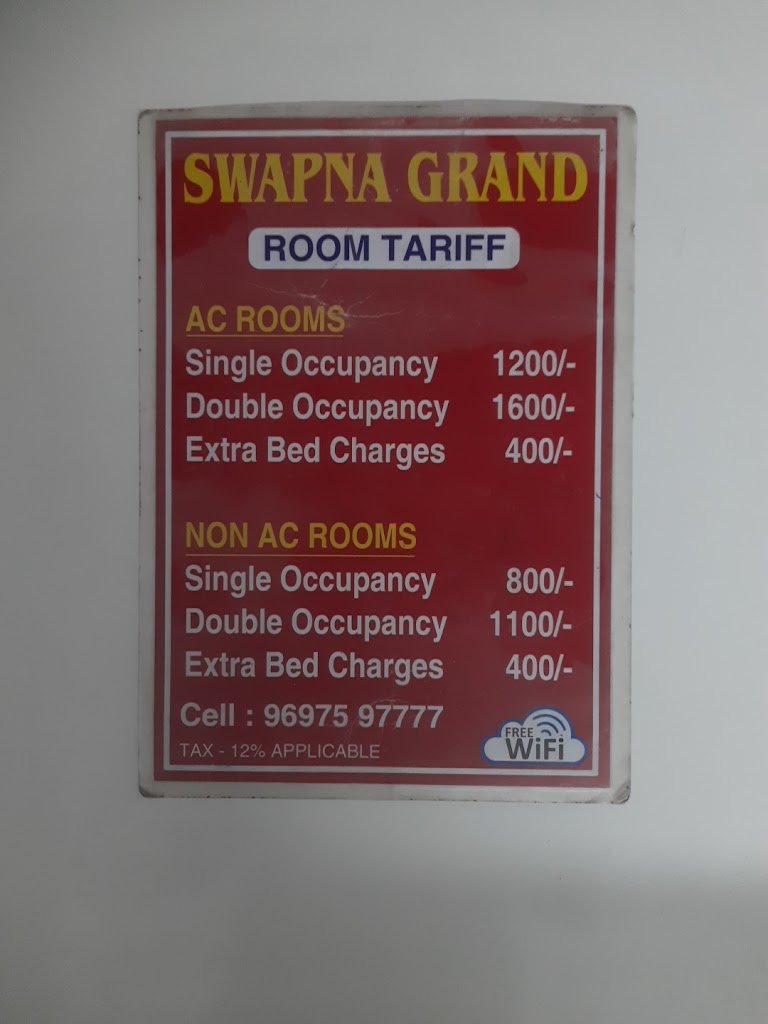 SWAPNA GRAND
ROOM TARIFF
AC ROOMS
Single Occupancy 1200/-
Double Occupancy 1600/-
Extra Bed Charges 400/-
NON AC ROOMS
Single Occupancy 800/-
Double Occupancy 1100/-
Extra Bed Charges 400/-
Cell : 96975 97777
TAX - 12% APPLICABLE
FREE
WiFi